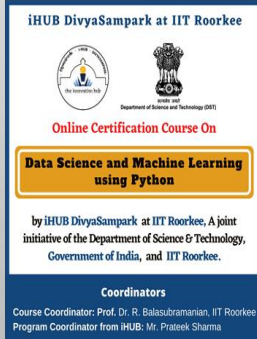 iHUB DivyaSampark at IIT Roorkee
the innovation hub
सत्यमेव जयते
Department of Science and Technology (DST)
Online Certification Course On
Data Science and Machine Learning
using Python
by iHUB DivyaSampark at IIT Roorkee, A joint
initiative of the Department of Science & Technology,
Government of India, and IIT Roorkee.
Coordinators
Course Coordinator: Prof. Dr. R. Balasubramanian, IIT Roorkee
Program Coordinator from iHUB: Mr. Prateek Sharma